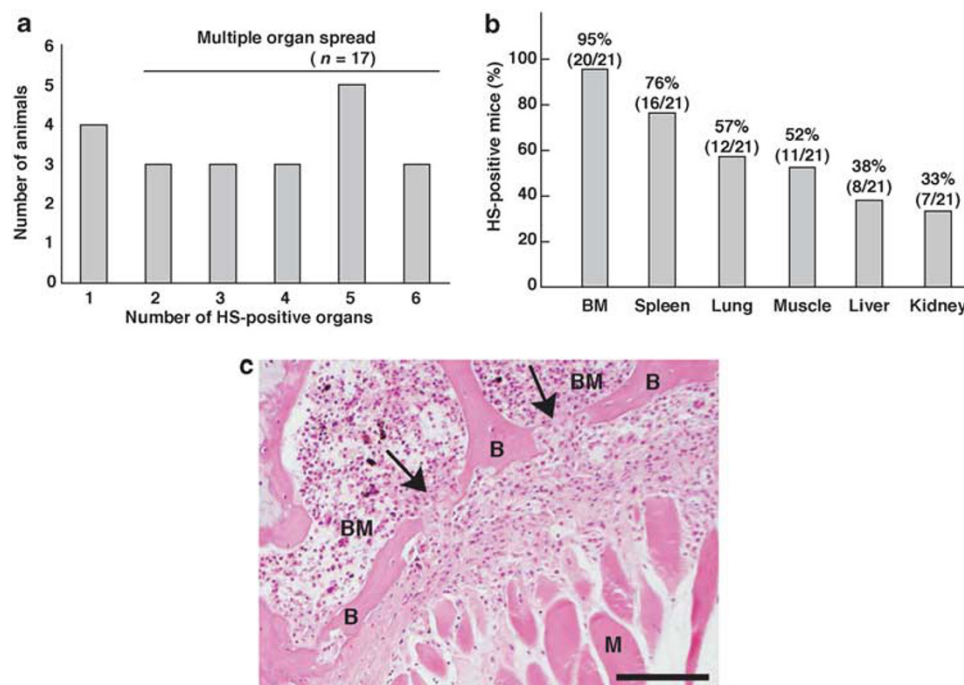 a
Multiple organ spread
( n = 17)
Number of animals
6
5
4
3
2
1
0
1 2 3 4 5 6
Number of HS-positive organs
b
HS-positive mice (%)
100
80
60
40
20
0
95%
(20/21)
76%
(16/21)
57%
(12/21)
52%
(11/21)
38%
(8/21)
33%
(7/21)
BM Spleen Lung Muscle Liver Kidney
c
BM B
B
BM
B
M